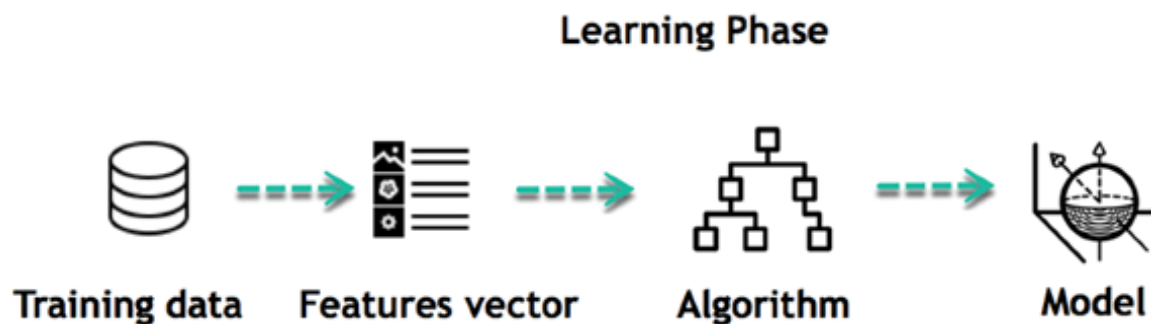 Learning Phase
Training data
Features vector
Algorithm
Model